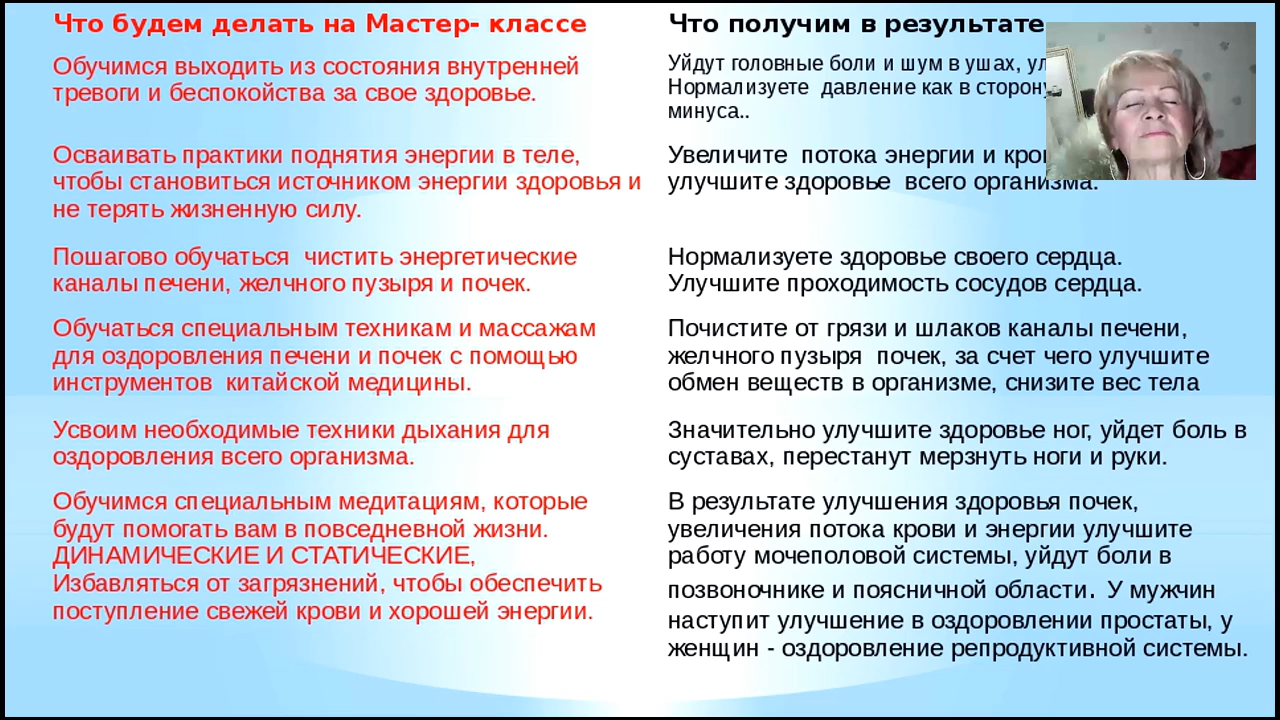 Что будем делать на Мастер- классе
Обучимся выходить из состояния внутренней
тревоги и беспокойства за свое здоровье.
Осваивать практики поднятия энергии в теле,
чтобы становиться источником энергии здоровья и
не терять жизненную силу.
Пошагово обучаться  чистить энергетические
каналы печени, желчного пузыря и почек.
Обучаться специальным техникам и массажам
для оздоровления печени и почек с помощью
инструментов  китайской медицины.
Усвоим необходимые техники дыхания для
оздоровления всего организма.
Обучимся специальным медитациям, которые
будут помогать вам в повседневной жизни.
ДИНАМИЧЕСКИЕ И СТАТИЧЕСКИЕ,
Избавляться от загрязнений, чтобы обеспечить
поступление свежей крови и хорошей энергии.
Что получим в результате
Уйдут головные боли и шум в ушах,
Нормализуете  давление как в сторону
минуса..
Увеличите  потока энергии и
улучшите здоровье  всего организма.
Нормализуете здоровье своего сердца.
Улучшите проходимость сосудов сердца.
Почистите от грязи и шлаков каналы печени,
желчного пузыря  почек, за счет чего улучшите
обмен веществ в организме, снизите вес тела
Значительно улучшите здоровье ног, уйдет боль в
суставах, перестанут мерзнуть ноги и руки.
В результате улучшения здоровья почек,
увеличения потока крови и энергии улучшите
работу мочеполовой системы, уйдут боли в
позвоночнике и поясничной области. У мужчин
наступит улучшение в оздоровлении простаты, у
женщин - оздоровление репродуктивной системы.